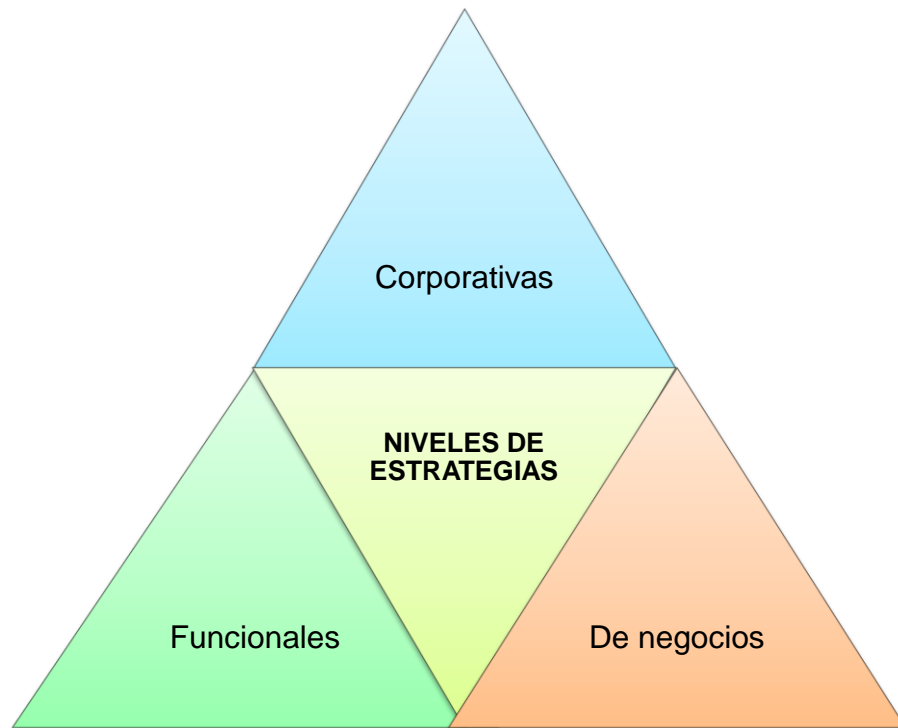 Corporativas
NIVELES DE
ESTRATEGIAS
Funcionales
De negocios